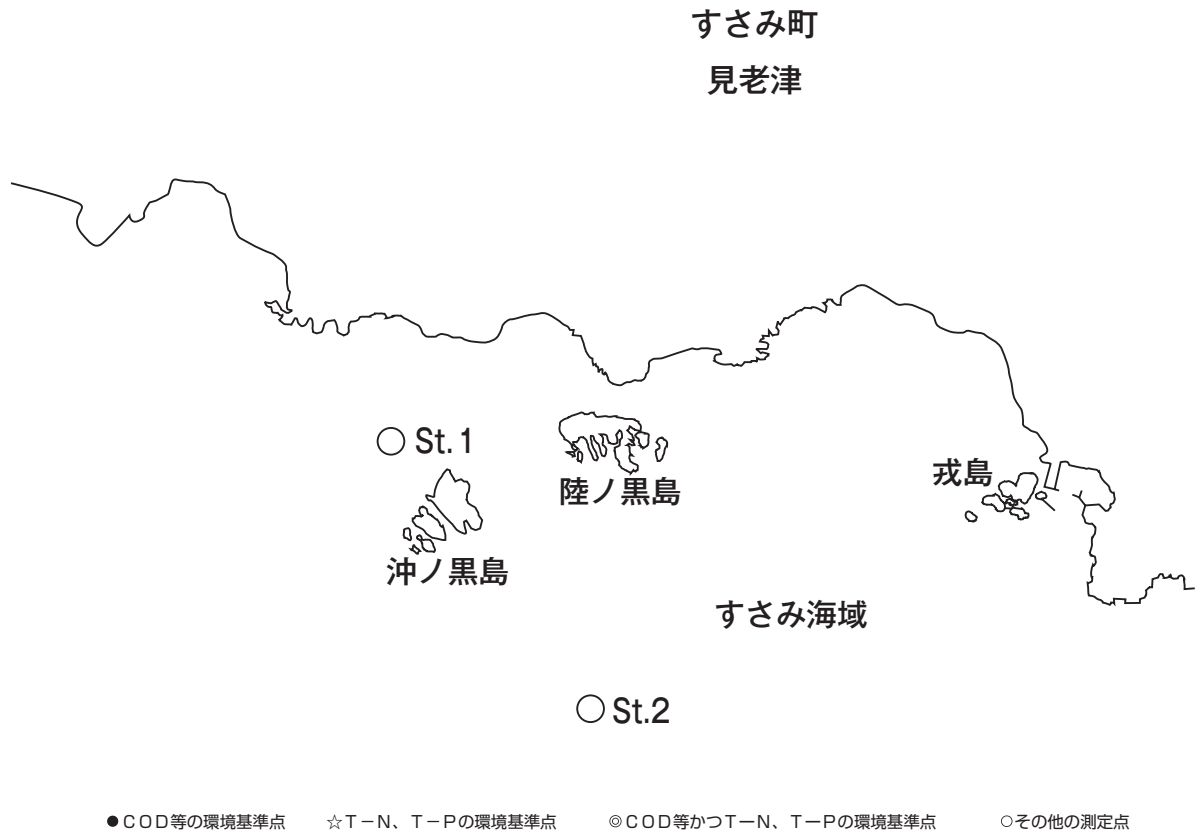 すさみ町
見老津
St. 1
陸ノ黒島
戎島
沖ノ黒島
すさみ海域
St.2
●ＣＯＤ等の環境基準点　☆Ｔ－Ｎ、Ｔ－Ｐの環境基準点　◎ＣＯＤ等かつＴ－Ｎ、Ｔ－Ｐの環境基準点　○その他の測定点